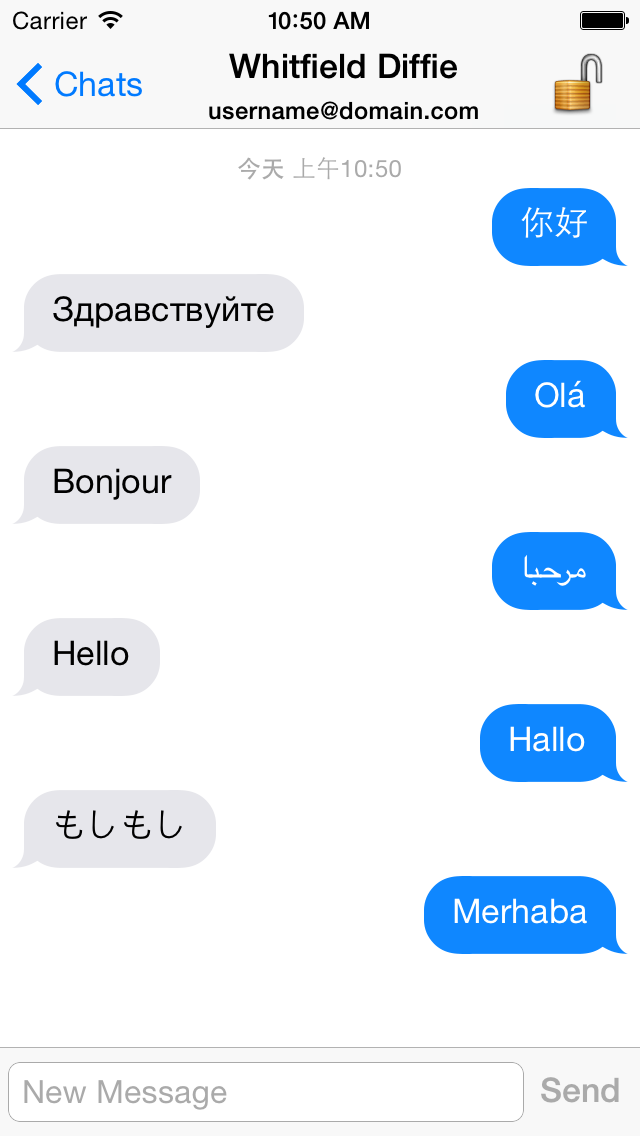 Carrier 10:50 AM
Chats
Whitfield Diffie
username@domain.com
今天 上午10:50
你好
Здравствуйте
Olá
Bonjour
مرحبا
Hello
Hallo
もしもし
Merhaba
New Message
Send